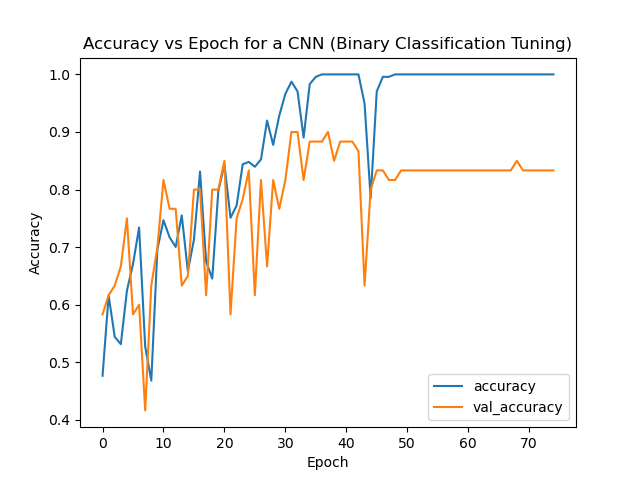 Accuracy vs Epoch for a CNN (Binary Classification Tuning)
1.0
0.9
0.8
0.7
0.6
0.5
0.4
Accuracy
0 10 20 30 40 50 60 70
Epoch
accuracy
val_accuracy